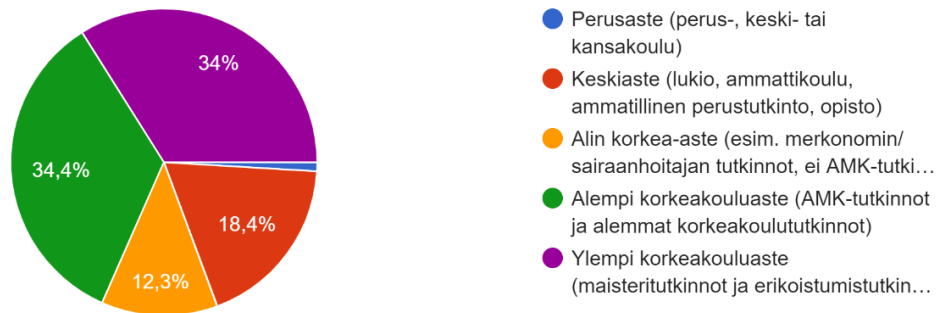 34%
34,4%
18,4%
12,3%
Perusaste (perus-, keski- tai
kansakoulu)
Keskiaste (lukio, ammattikoulu,
ammatillinen perustutkinto, opisto)
Alin korkea-aste (esim. merkonomin/
sairaanhoitajan tutkinnot, ei AMK-tutki…
Alempi korkeakouluaste (AMK-tutkinnot
ja alemmat korkeakoulututkinnot)
Ylempi korkeakouluaste
(maisteritutkinnot ja erikoistumistutkin…